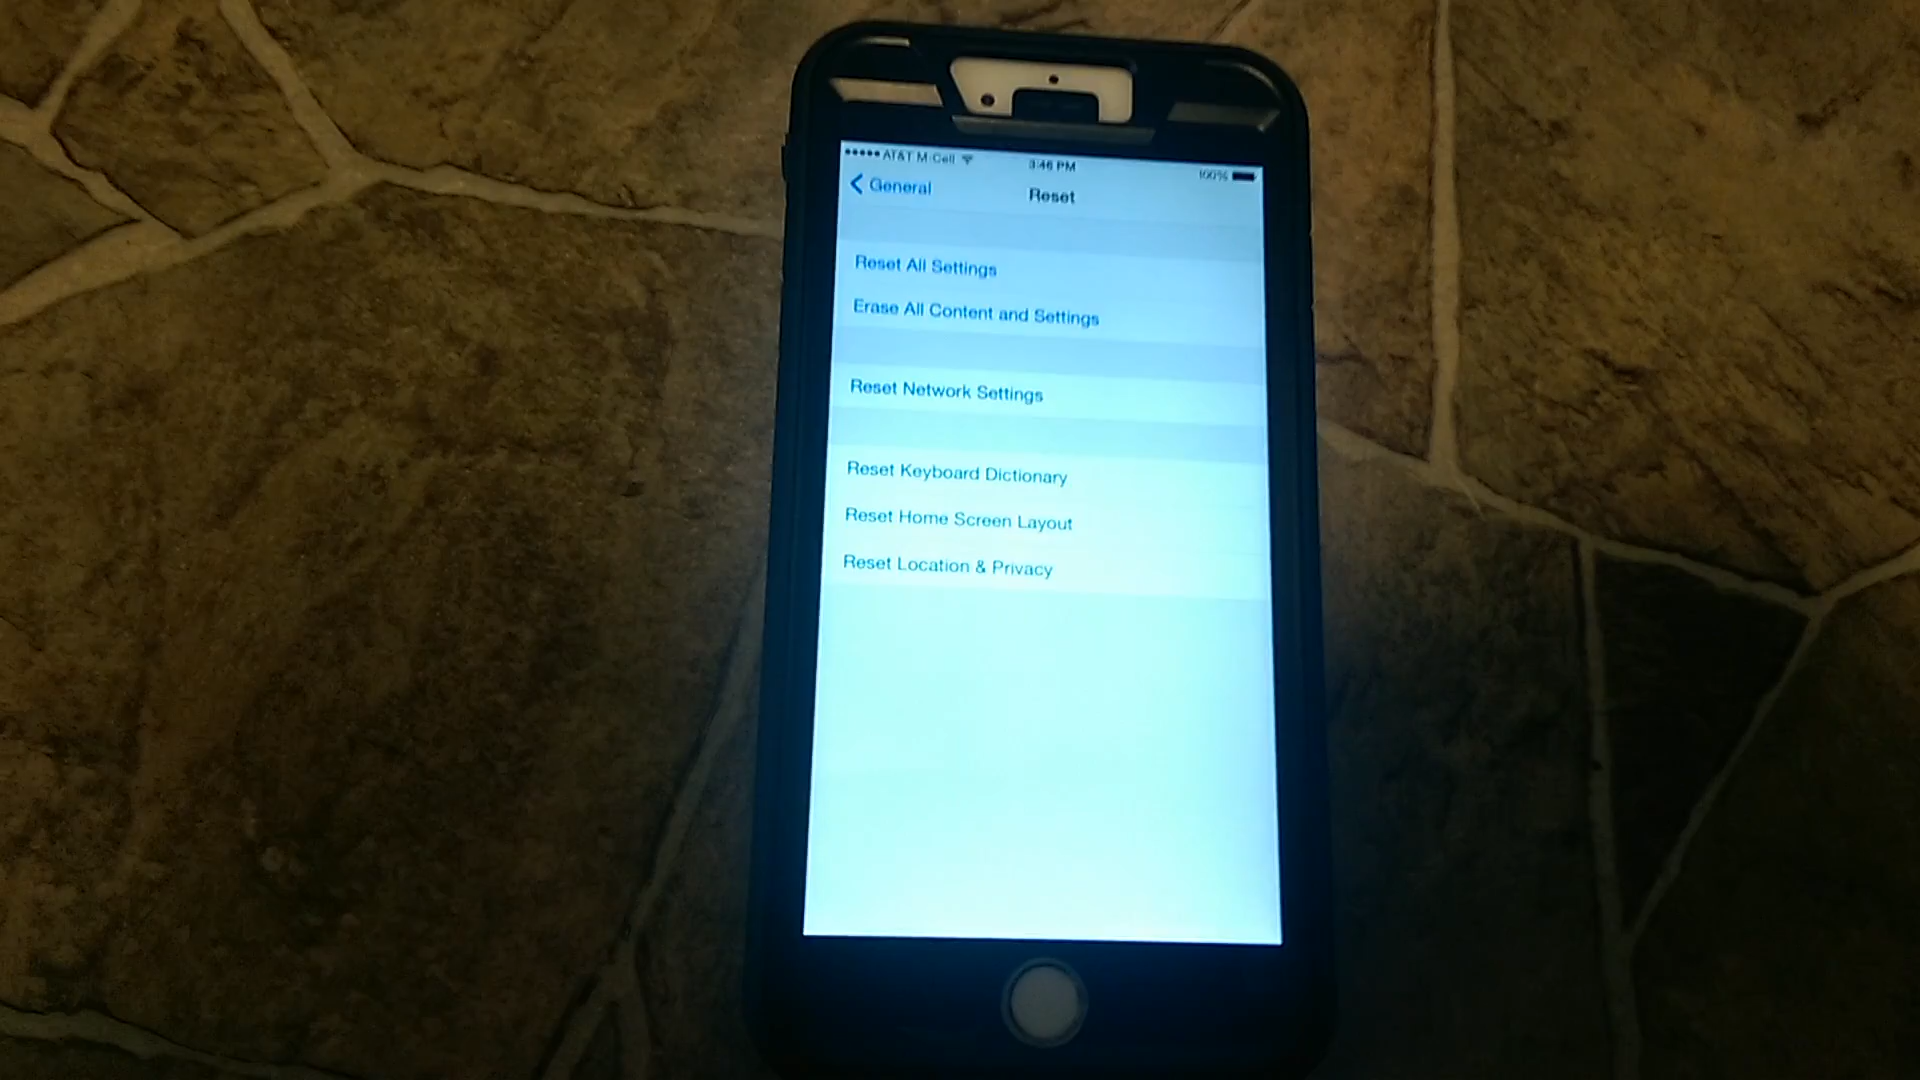 AT&T M-Cell 3:46 PM 100%
General Reset
Reset All Settings
Erase All Content and Settings
Reset Network Settings
Reset Keyboard Dictionary
Reset Home Screen Layout
Reset Location & Privacy